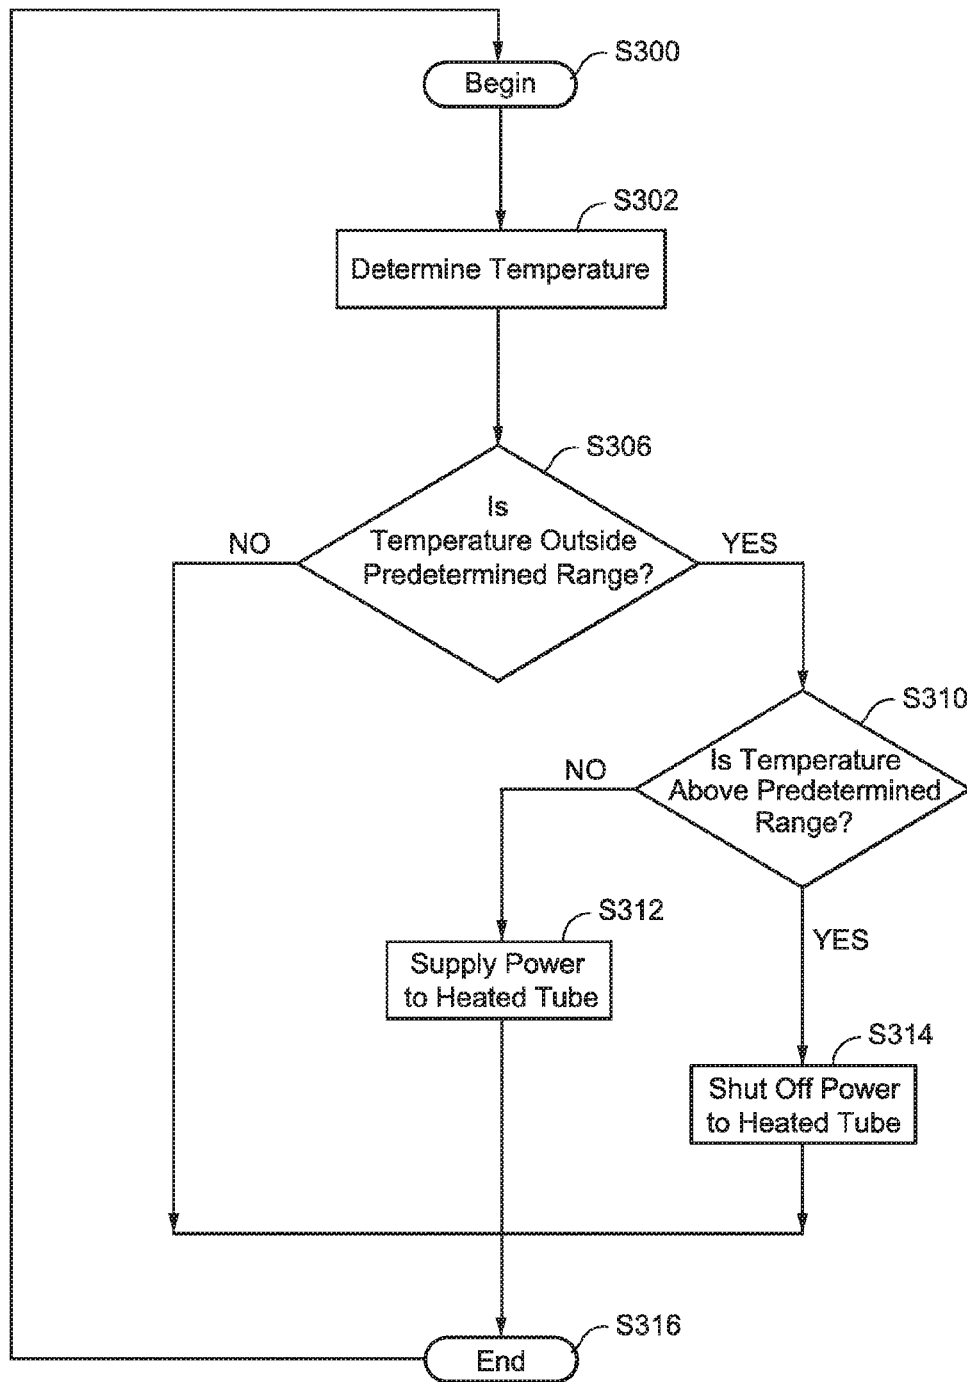 S300
Begin
S302
Determine Temperature
S306
Is
Temperature Outside
Predetermined Range?
NO
YES
S310
Is Temperature
Above Predetermined
Range?
NO
YES
S312
Supply Power
to Heated Tube
S314
Shut Off Power
to Heated Tube
S316
End